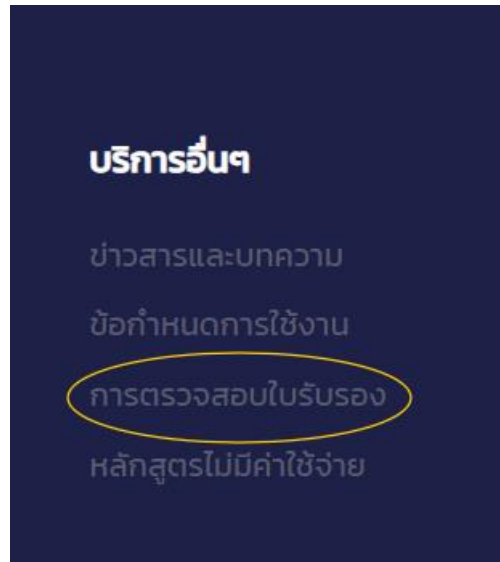 บริการอื่นๆ
ข่าวสารและบทความ
ข้อกำหนดการใช้งาน
การตรวจสอบใบรับรอง
หลักสูตรไม่มีค่าใช้จ่าย